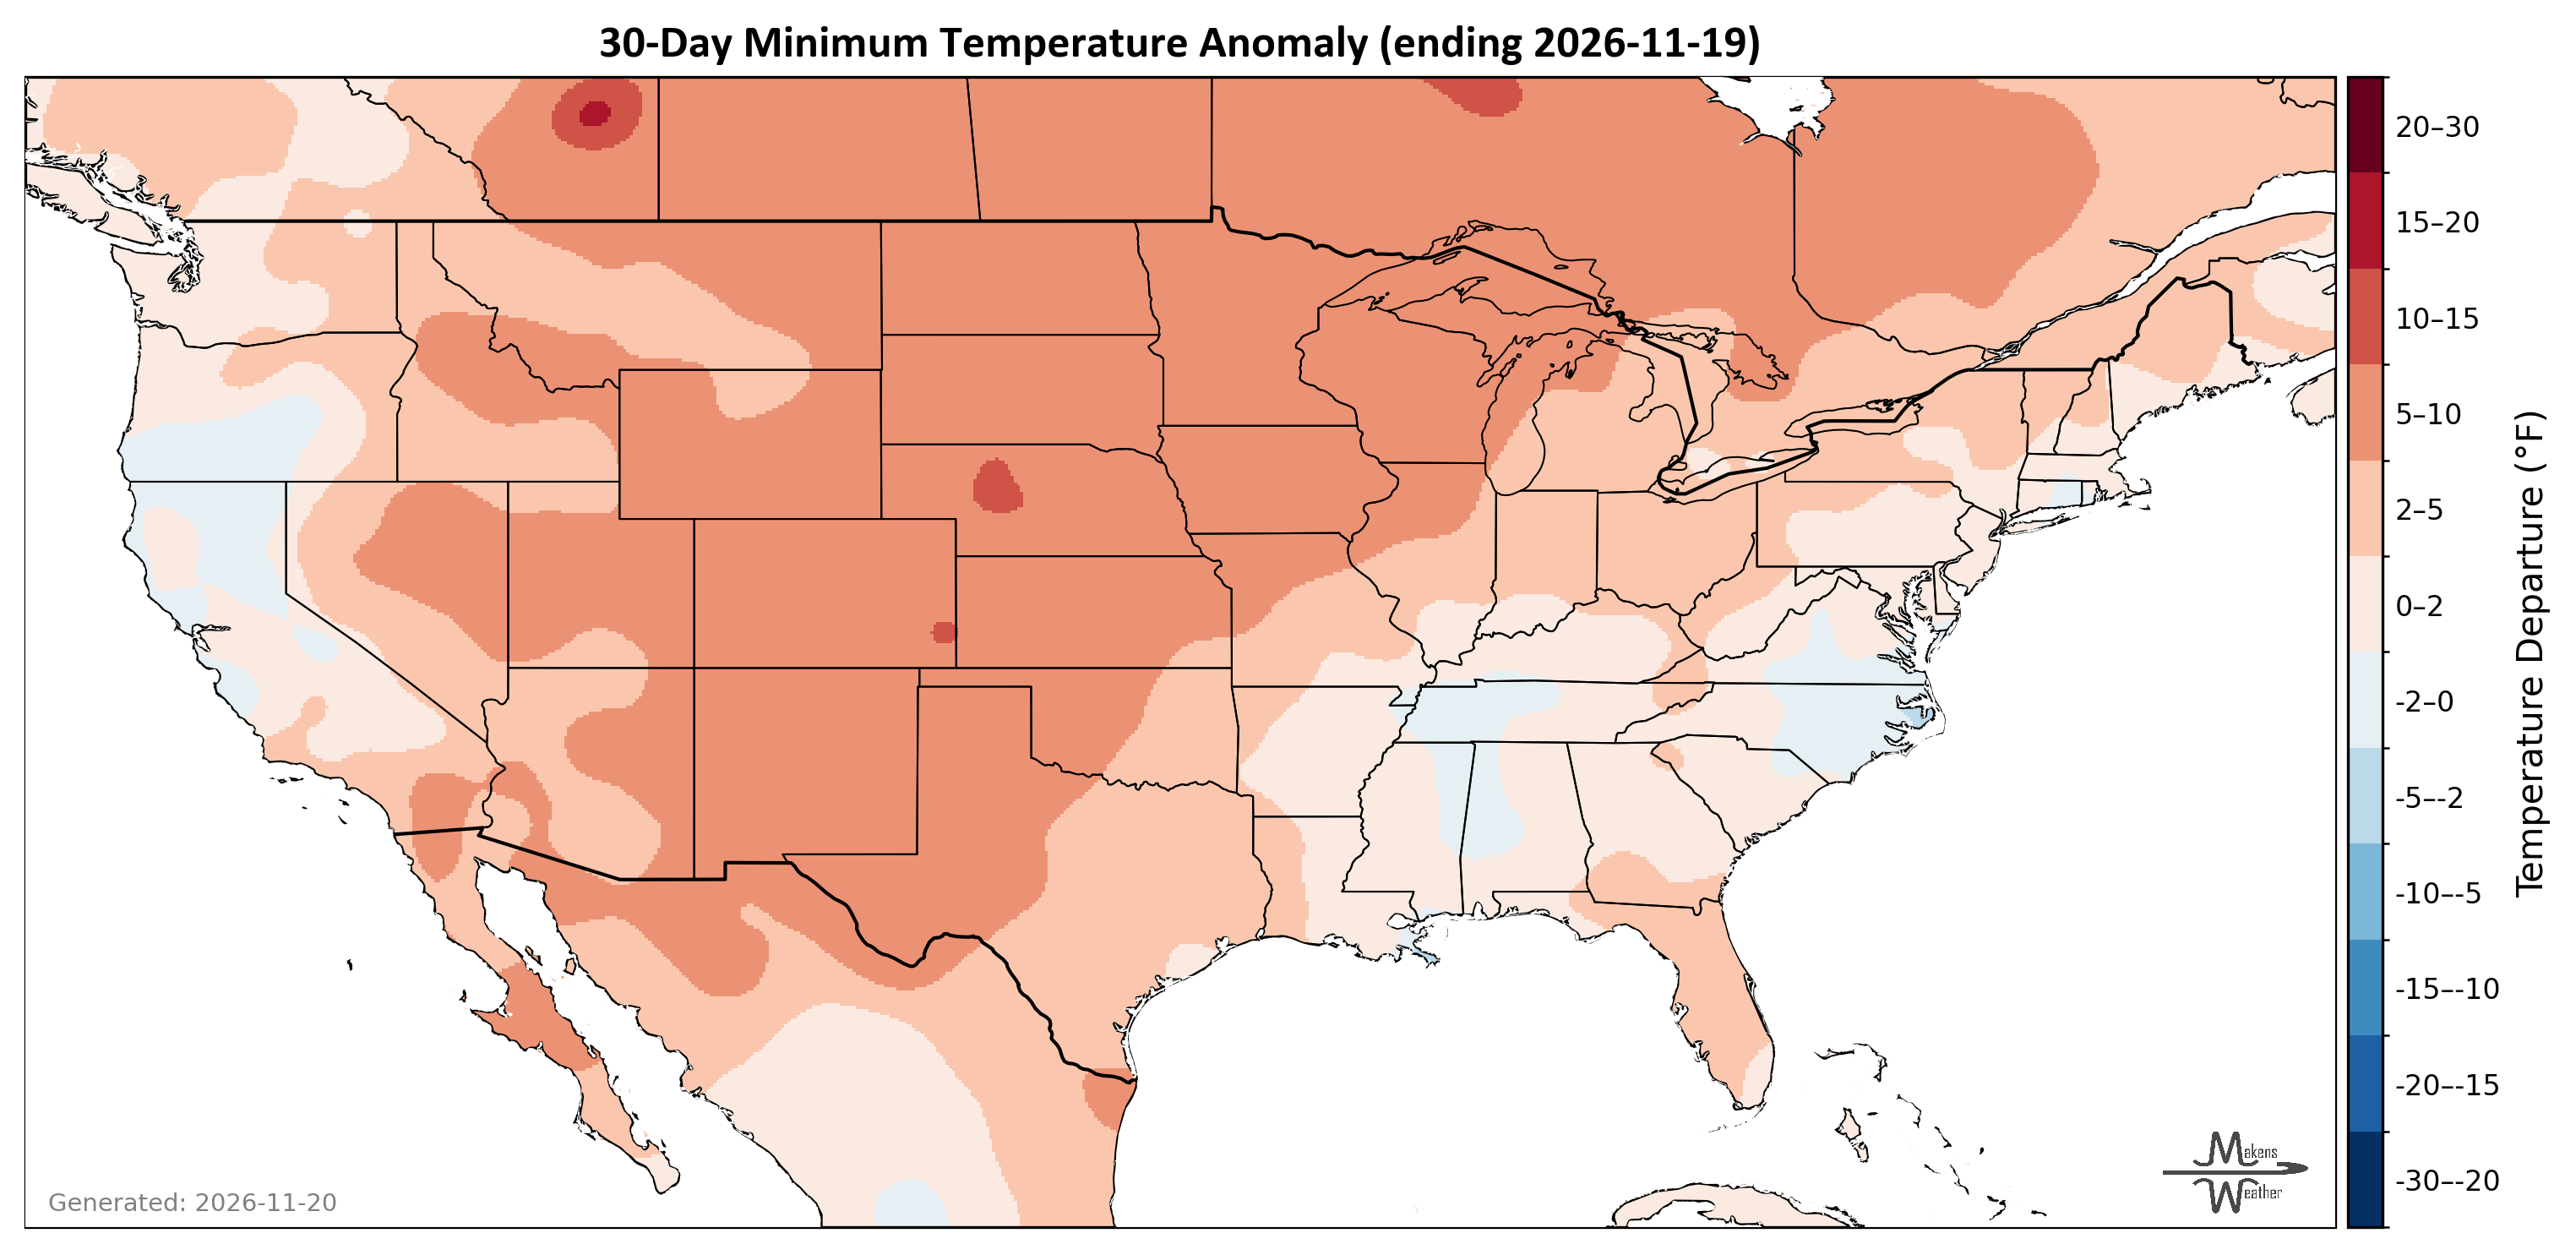 30-Day Minimum Temperature Anomaly (ending 2026-11-19)
20–30
15–20
10–15
5–10
2–5
0–2
-2–0
-5–-2
-10–-5
-15–-10
-20–-15
-30–-20
Temperature Departure (°F)
Generated: 2026-11-20
Makens
Weather